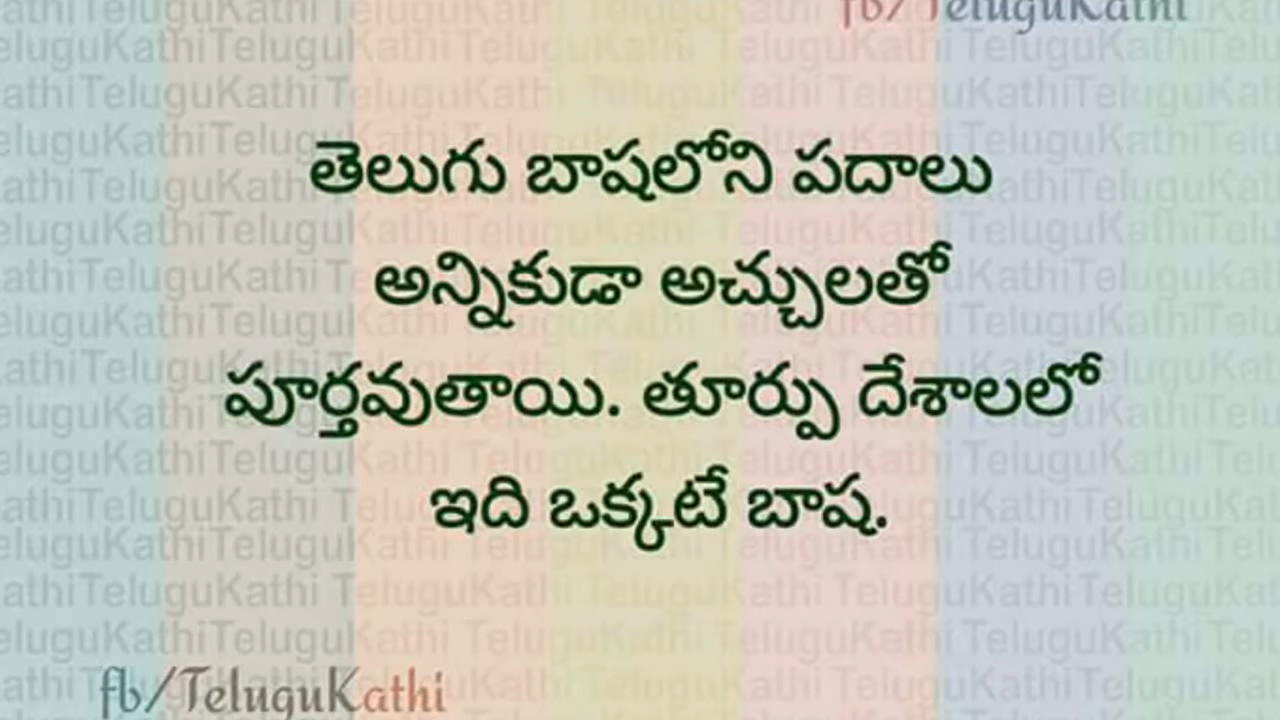 fb/TeluguKathi
తెలుగు బాషలోని పదాలు
అన్నికుడా అచ్చులతో
పూర్తవుతాయి. తూర్పు దేశాలలో
ఇది ఒక్కటే బాష.
fb/TeluguKathi